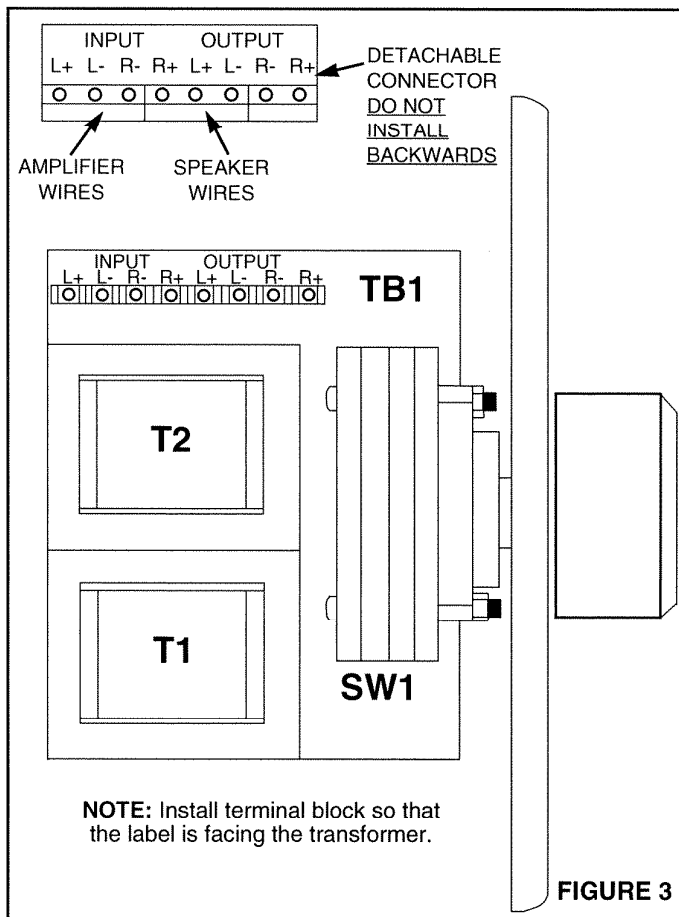 INPUT OUTPUT
L+ L- R- R+ L+ L- R- R+
DETACHABLE
CONNECTOR
DO NOT
INSTALL
BACKWARDS
AMPLIFIER
WIRES
SPEAKER
WIRES
INPUT OUTPUT
L+ L- R- R+ L+ L- R- R+
TB1
T2
T1
SW1
NOTE: Install terminal block so that
the label is facing the transformer.
FIGURE 3